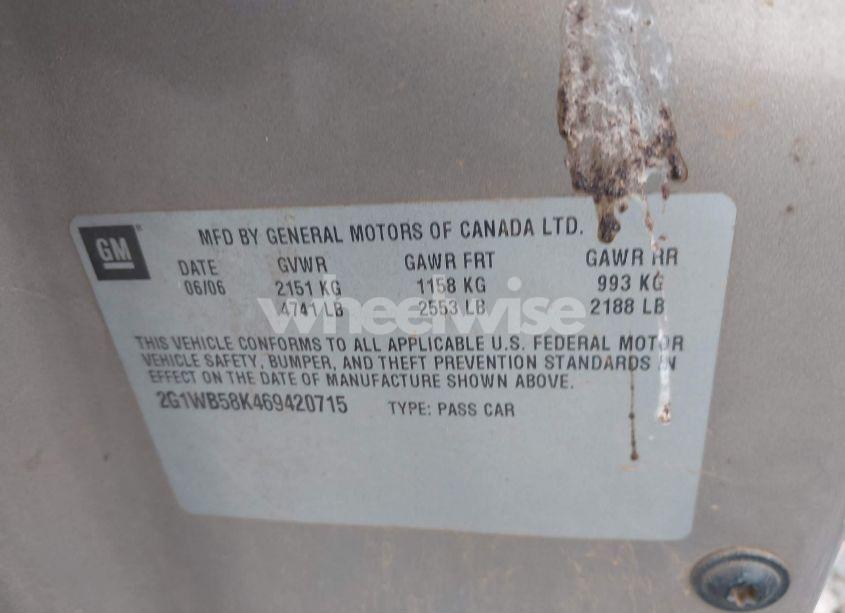 GM
MFD BY GENERAL MOTORS OF CANADA LTD.
DATE GVWR GAWR FRT GAWR RR
06/06 2151 KG 1158 KG 993 KG
4741 LB 2553 LB 2188 LB
wheelwise
THIS VEHICLE CONFORMS TO ALL APPLICABLE U.S. FEDERAL MOTOR
VEHICLE SAFETY, BUMPER, AND THEFT PREVENTION STANDARDS IN
EFFECT ON THE DATE OF MANUFACTURE SHOWN ABOVE.
2G1WB58K469420715 TYPE: PASS CAR